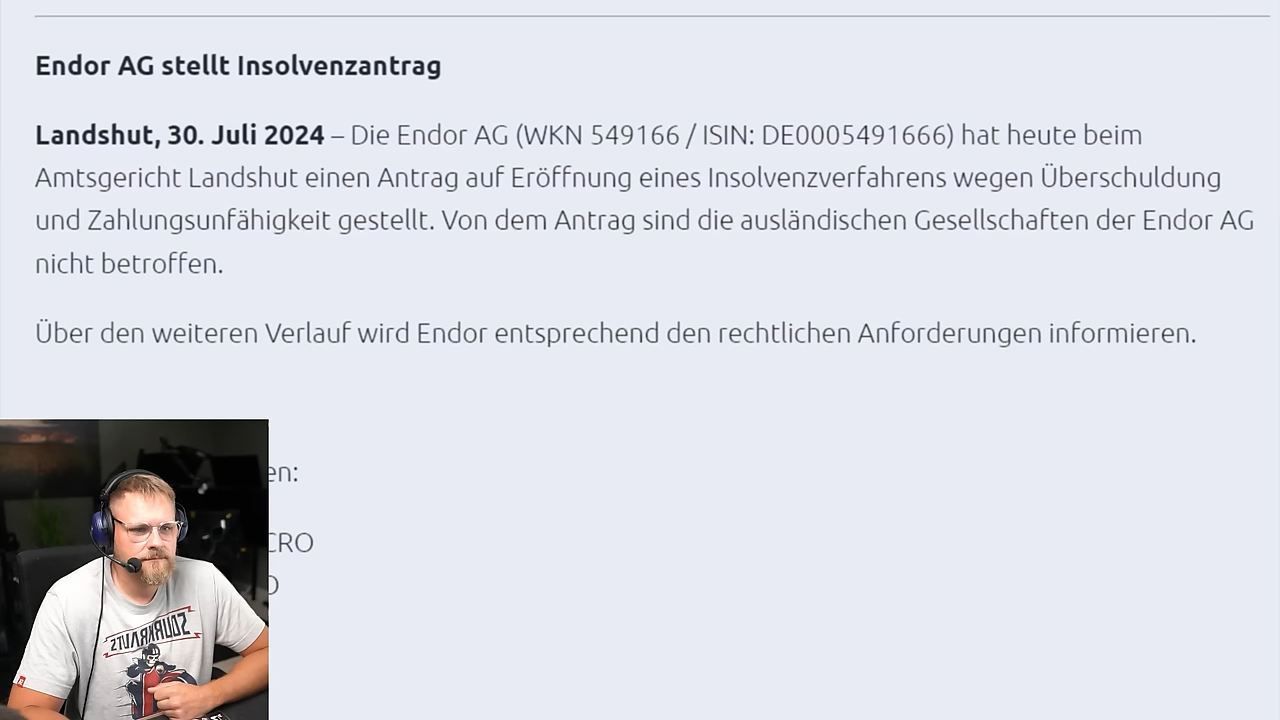 Endor AG stellt Insolvenzantrag
Landshut, 30. Juli 2024 – Die Endor AG (WKN 549166 / ISIN: DE0005491666) hat heute beim
Amtsgericht Landshut einen Antrag auf Eröffnung eines Insolvenzverfahrens wegen Überschuldung
und Zahlungsunfähigkeit gestellt. Von dem Antrag sind die ausländischen Gesellschaften der Endor AG
nicht betroffen.
Über den weiteren Verlauf wird Endor entsprechend den rechtlichen Anforderungen informieren.
en:
CRO
O
SOURKRAUTS